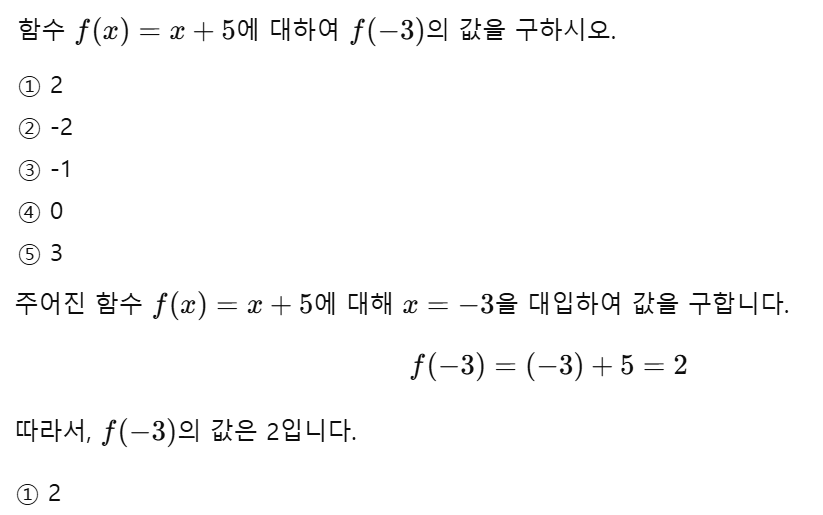 함수 f(x) = x + 5에 대하여 f(−3)의 값을 구하시오.
① 2
② -2
③ -1
④ 0
⑤ 3
주어진 함수 f(x) = x + 5에 대해 x = −3을 대입하여 값을 구합니다.
f(−3) = (−3) + 5 = 2
따라서, f(−3)의 값은 2입니다.
① 2